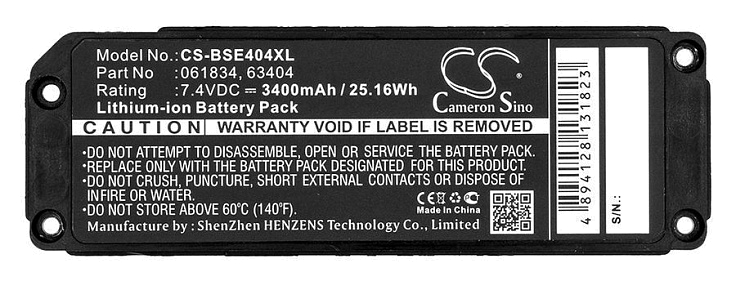 Model No.:CS-BSE404XL
Part No : 061834, 63404
Rating : 7.4VDC ⎓ 3400mAh / 25.16Wh
Lithium-ion Battery Pack
CS
Cameron Sino
CAUTION WARRANTY VOID IF LABEL IS REMOVED
•DO NOT ATTEMPT TO DISASSEMBLE, OPEN OR SERVICE THE BATTERY PACK.
•REPLACE ONLY WITH THE BATTERY PACK DESIGNATED FOR THIS PRODUCT.
•DO NOT CRUSH, PUNCTURE, SHORT EXTERNAL CONTACTS OR DISPOSE OF
IN FIRE OR WATER.
•DO NOT STORE ABOVE 60°C (140°F).
CE
Made In China
Manufactured by : ShenZhen HENZENS Technology Co., Limited
4 894128 131823
S/N.: